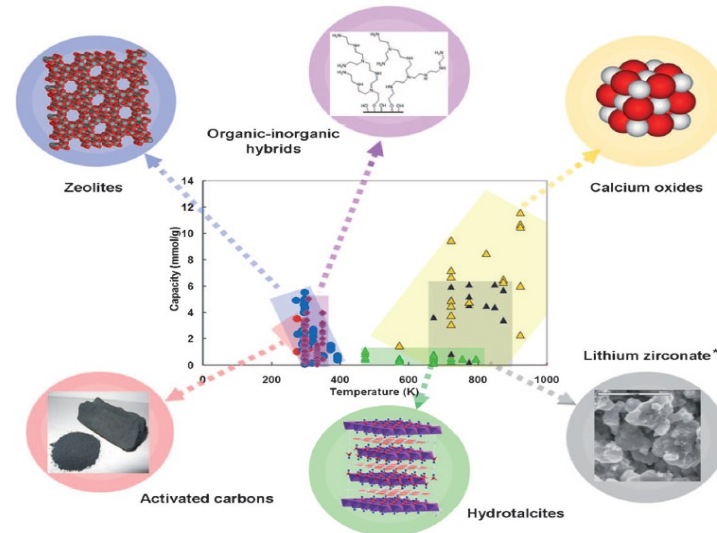 Organic-inorganic
hybrids
Zeolites
Calcium oxides
Capacity (mmol/g)
14
12
10
8
6
4
2
0
0
200
400
600
800
1000
Temperature (K)
Lithium zirconate*
Activated carbons
Hydrotalcites